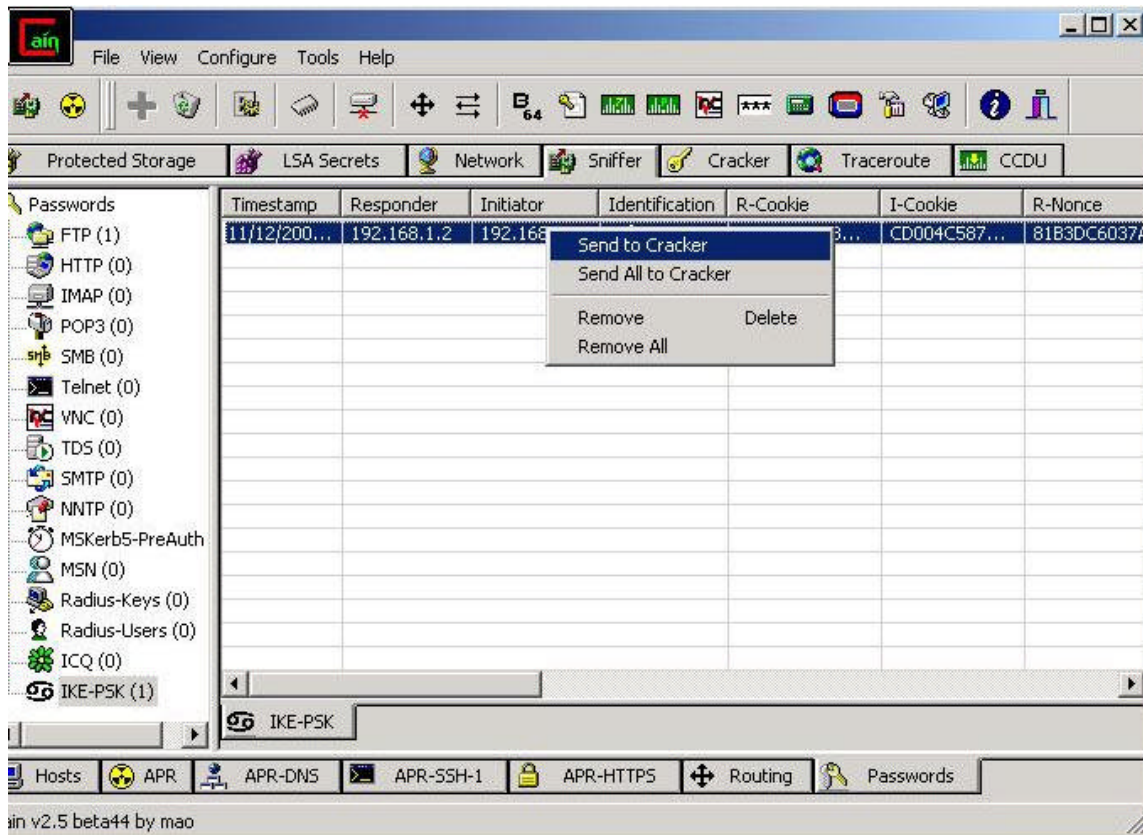 Cain
File View Configure Tools Help
B 64
Protected Storage LSA Secrets Network Sniffer Cracker Traceroute CCDU
Passwords
FTP (1)
HTTP (0)
IMAP (0)
POP3 (0)
SMB (0)
Telnet (0)
VNC (0)
TDS (0)
SMTP (0)
NNTP (0)
MSKerb5-PreAuth
MSN (0)
Radius-Keys (0)
Radius-Users (0)
ICQ (0)
IKE-PSK (1)
Timestamp Responder Initiator Identification R-Cookie I-Cookie R-Nonce
11/12/200... 192.168.1.2 192.168 3... CD004C587... 81B3DC6037A
Send to Cracker
Send All to Cracker
Remove Delete
Remove All
IKE-PSK
Hosts APR APR-DNS APR-SSH-1 APR-HTTPS Routing Passwords
ain v2.5 beta44 by mao